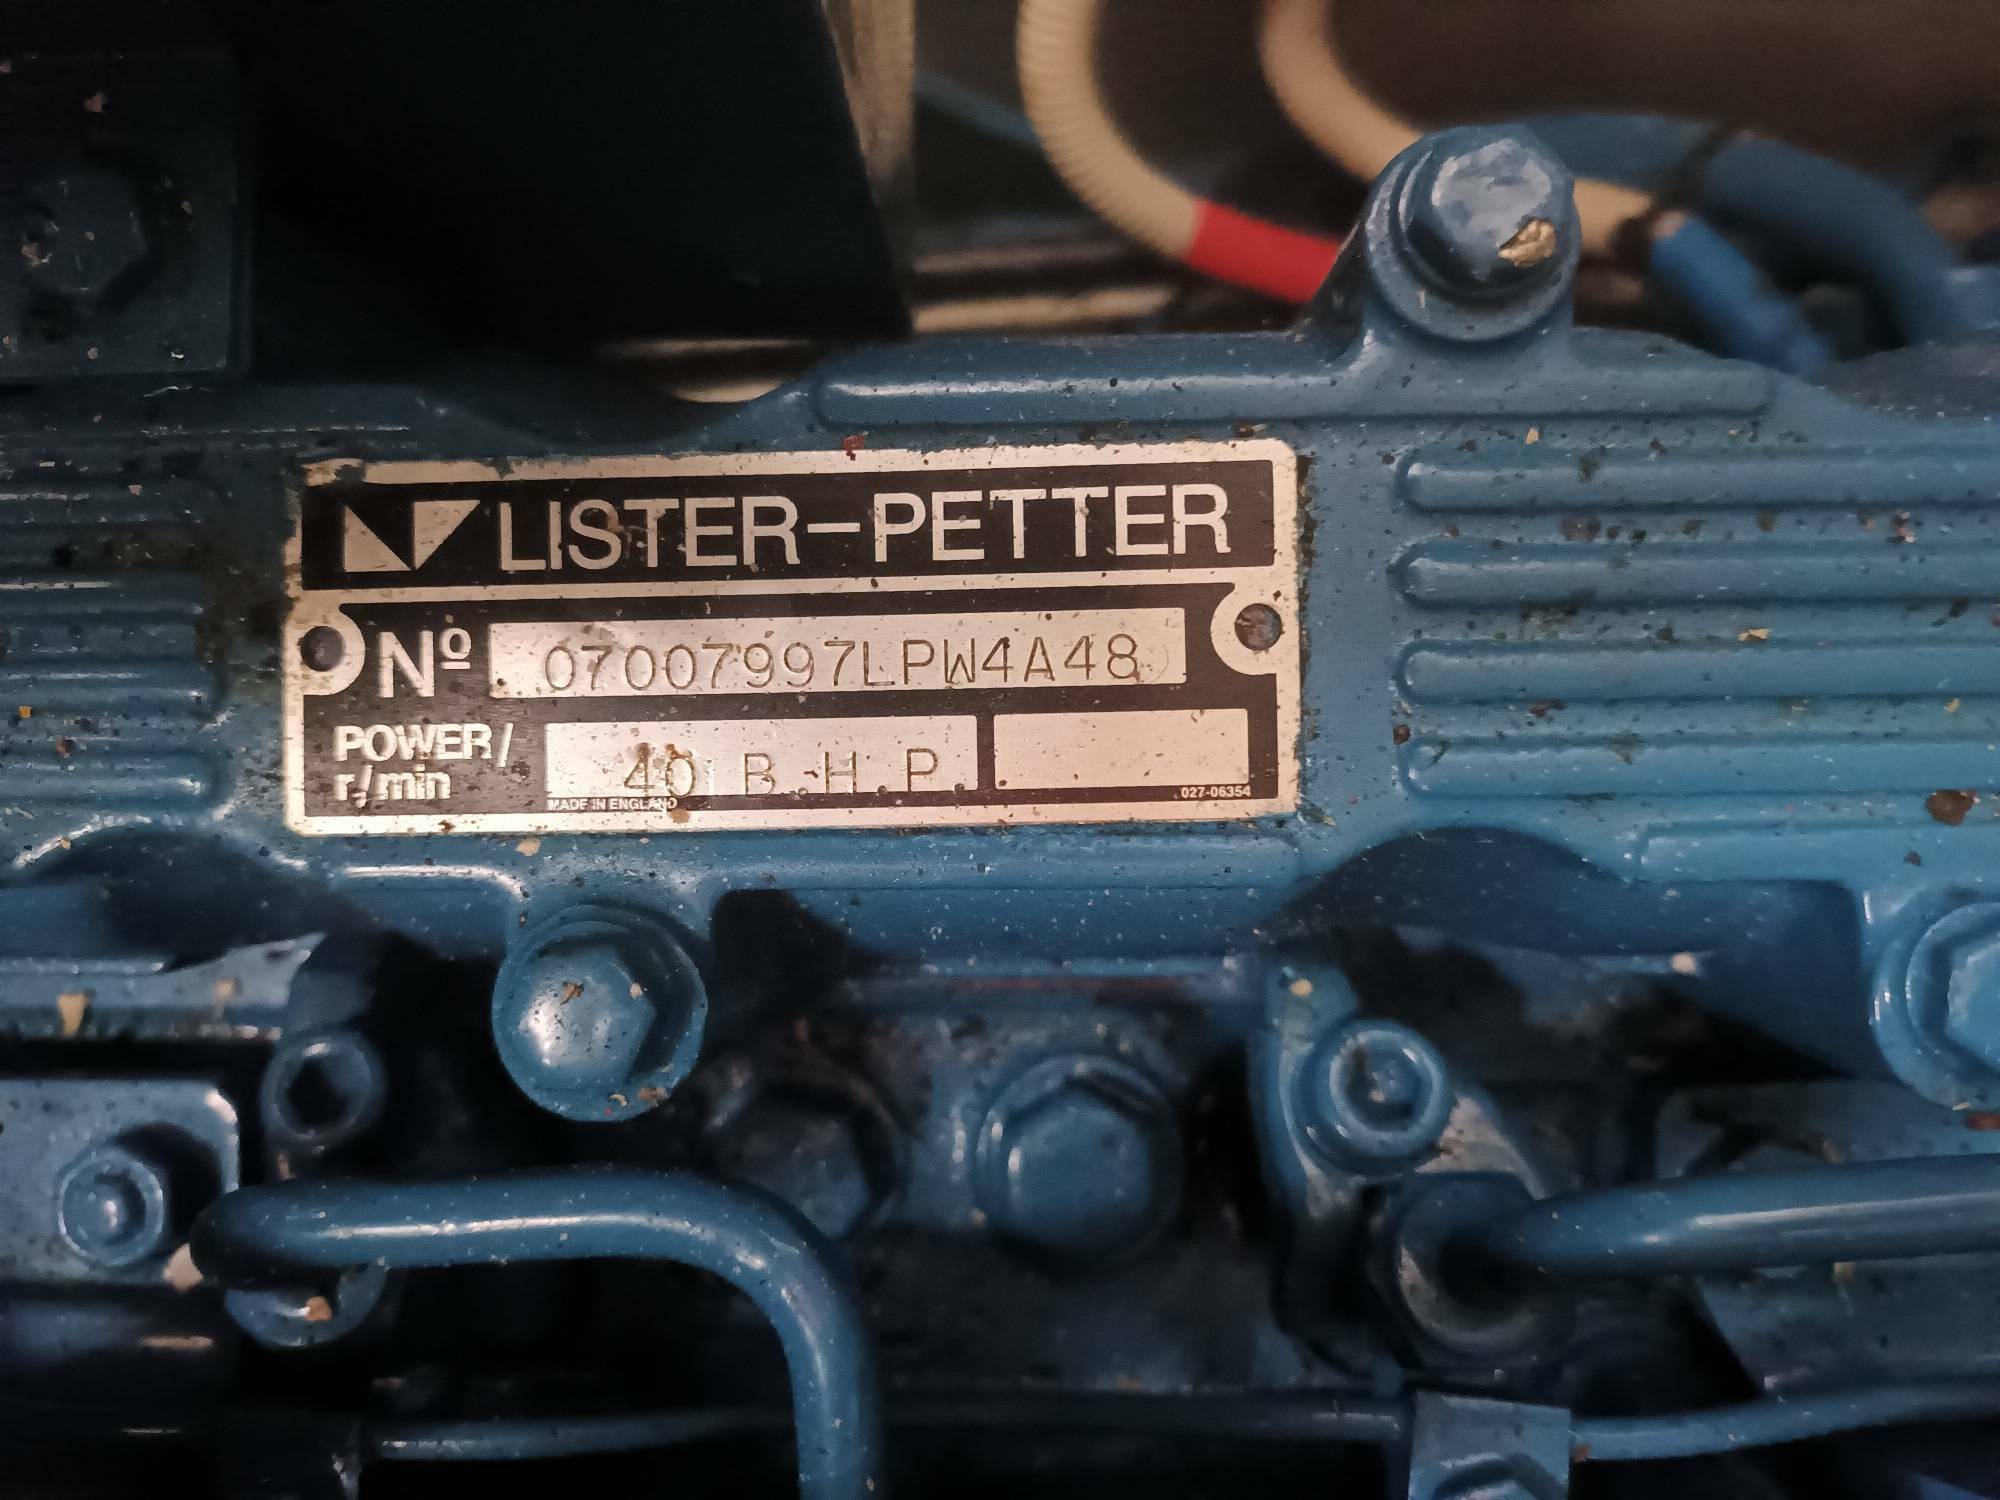 LISTER-PETTER
Nº 07007997LPW4A48
POWER/
r/min
40 B.H.P.
MADE IN ENGLAND
027-06354